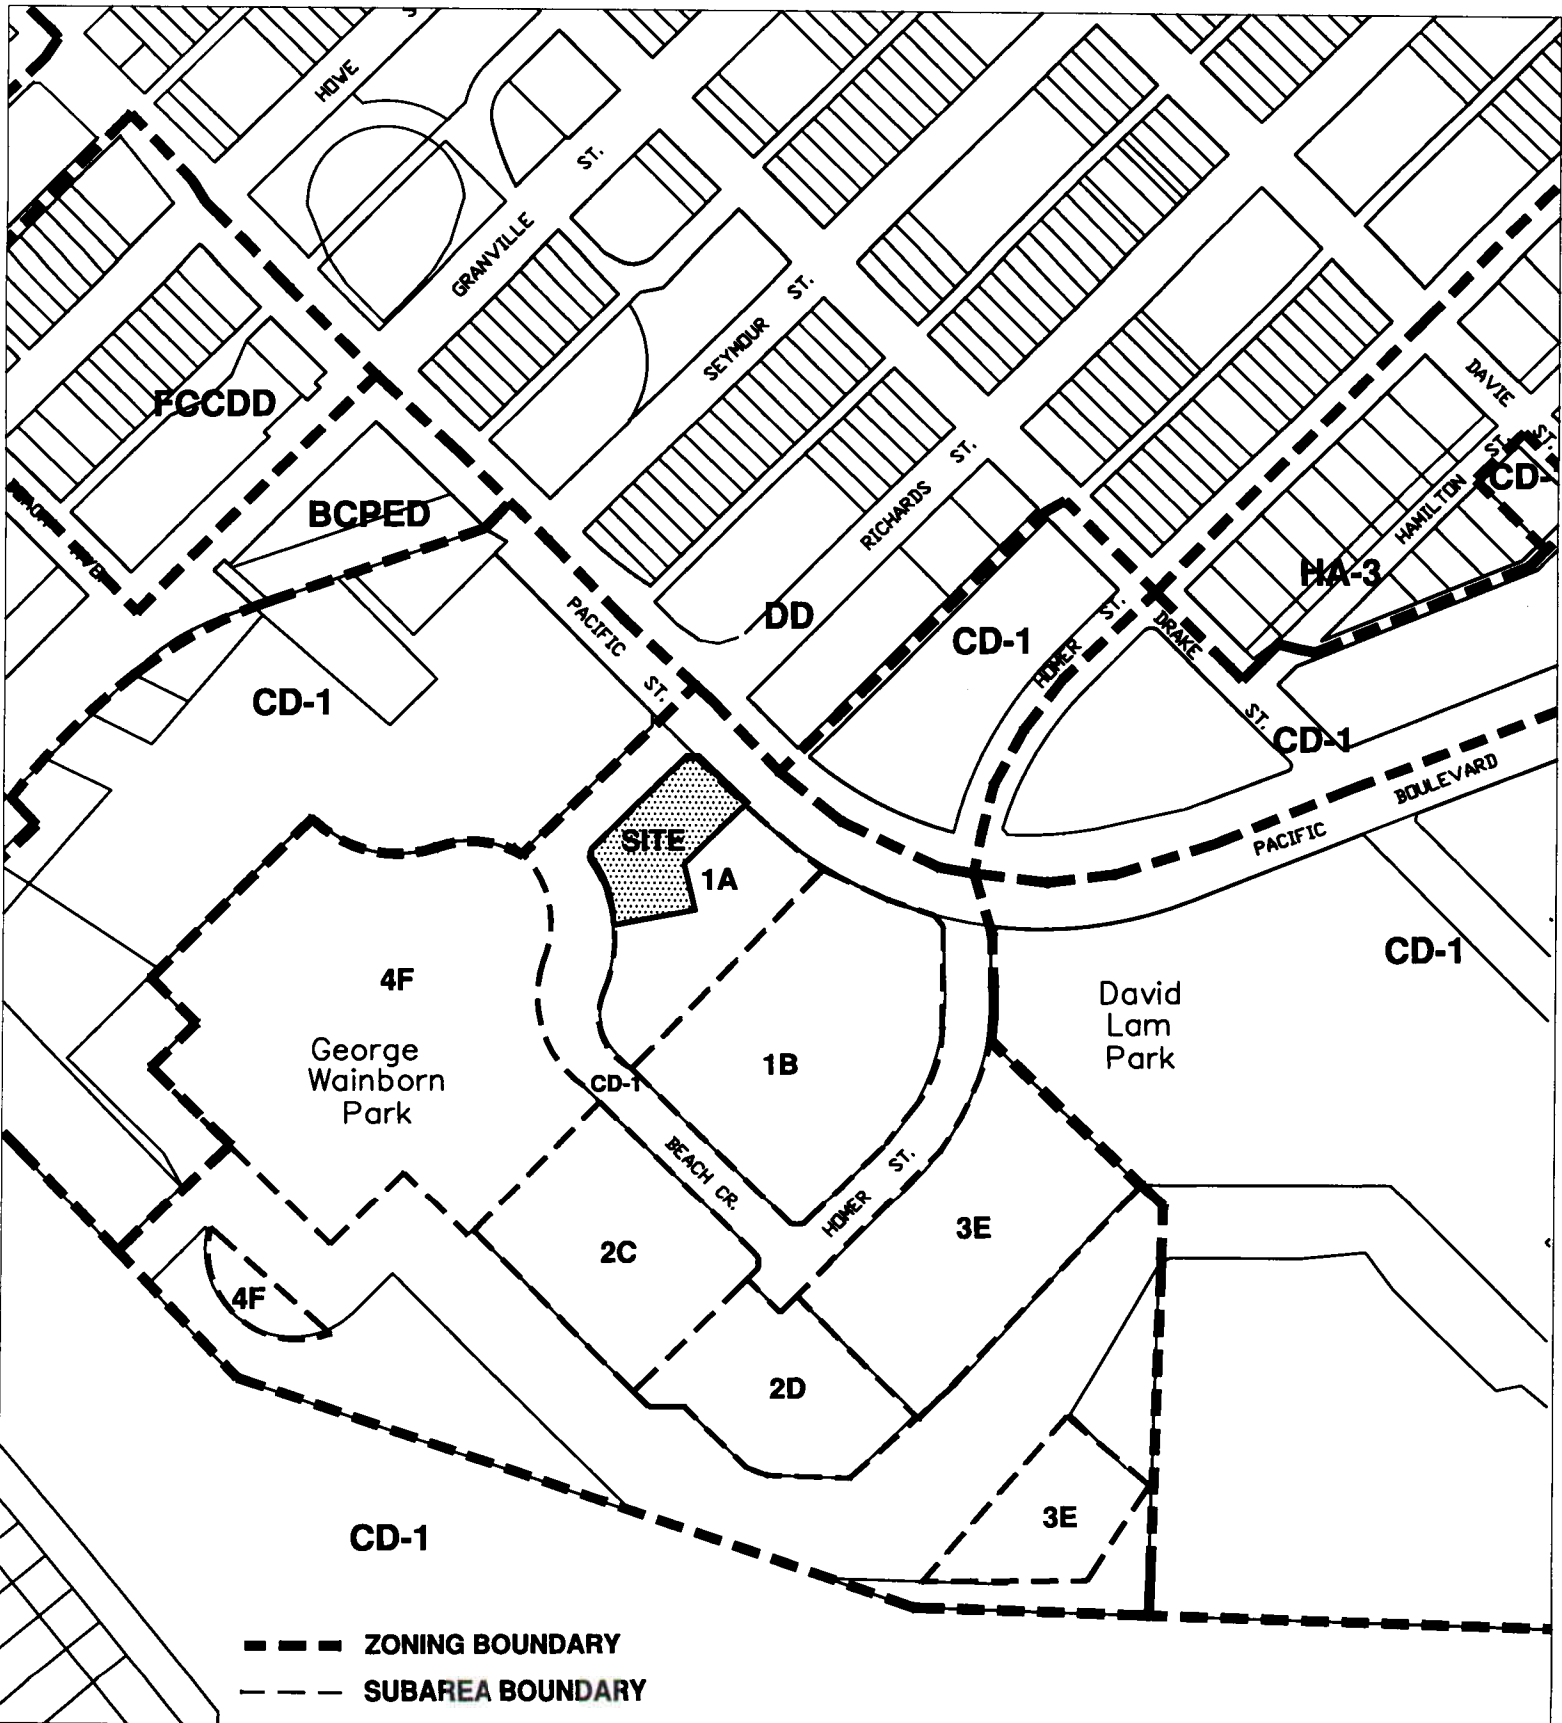 HOWE
ST.
GRANVILLE
ST.
SEYMOUR
DAVIE
ST.
FCCDD
ST.
RICHARDS
BCPED
HAMILTON
ST.
CD-
HA-3
PACIFIC
ST.
DD
ST.
DRAKE
ST.
CD-1
HOMER
CD-1
ST.
CD-1
BOULEVARD
PACIFIC
SITE
1A
CD-1
4F
David
Lam
Park
George
Wainborn
Park
1B
CD-1
BEACH CR.
ST.
HOMER
3E
2C
4F
2D
3E
CD-1
ZONING BOUNDARY
SUBAREA BOUNDARY